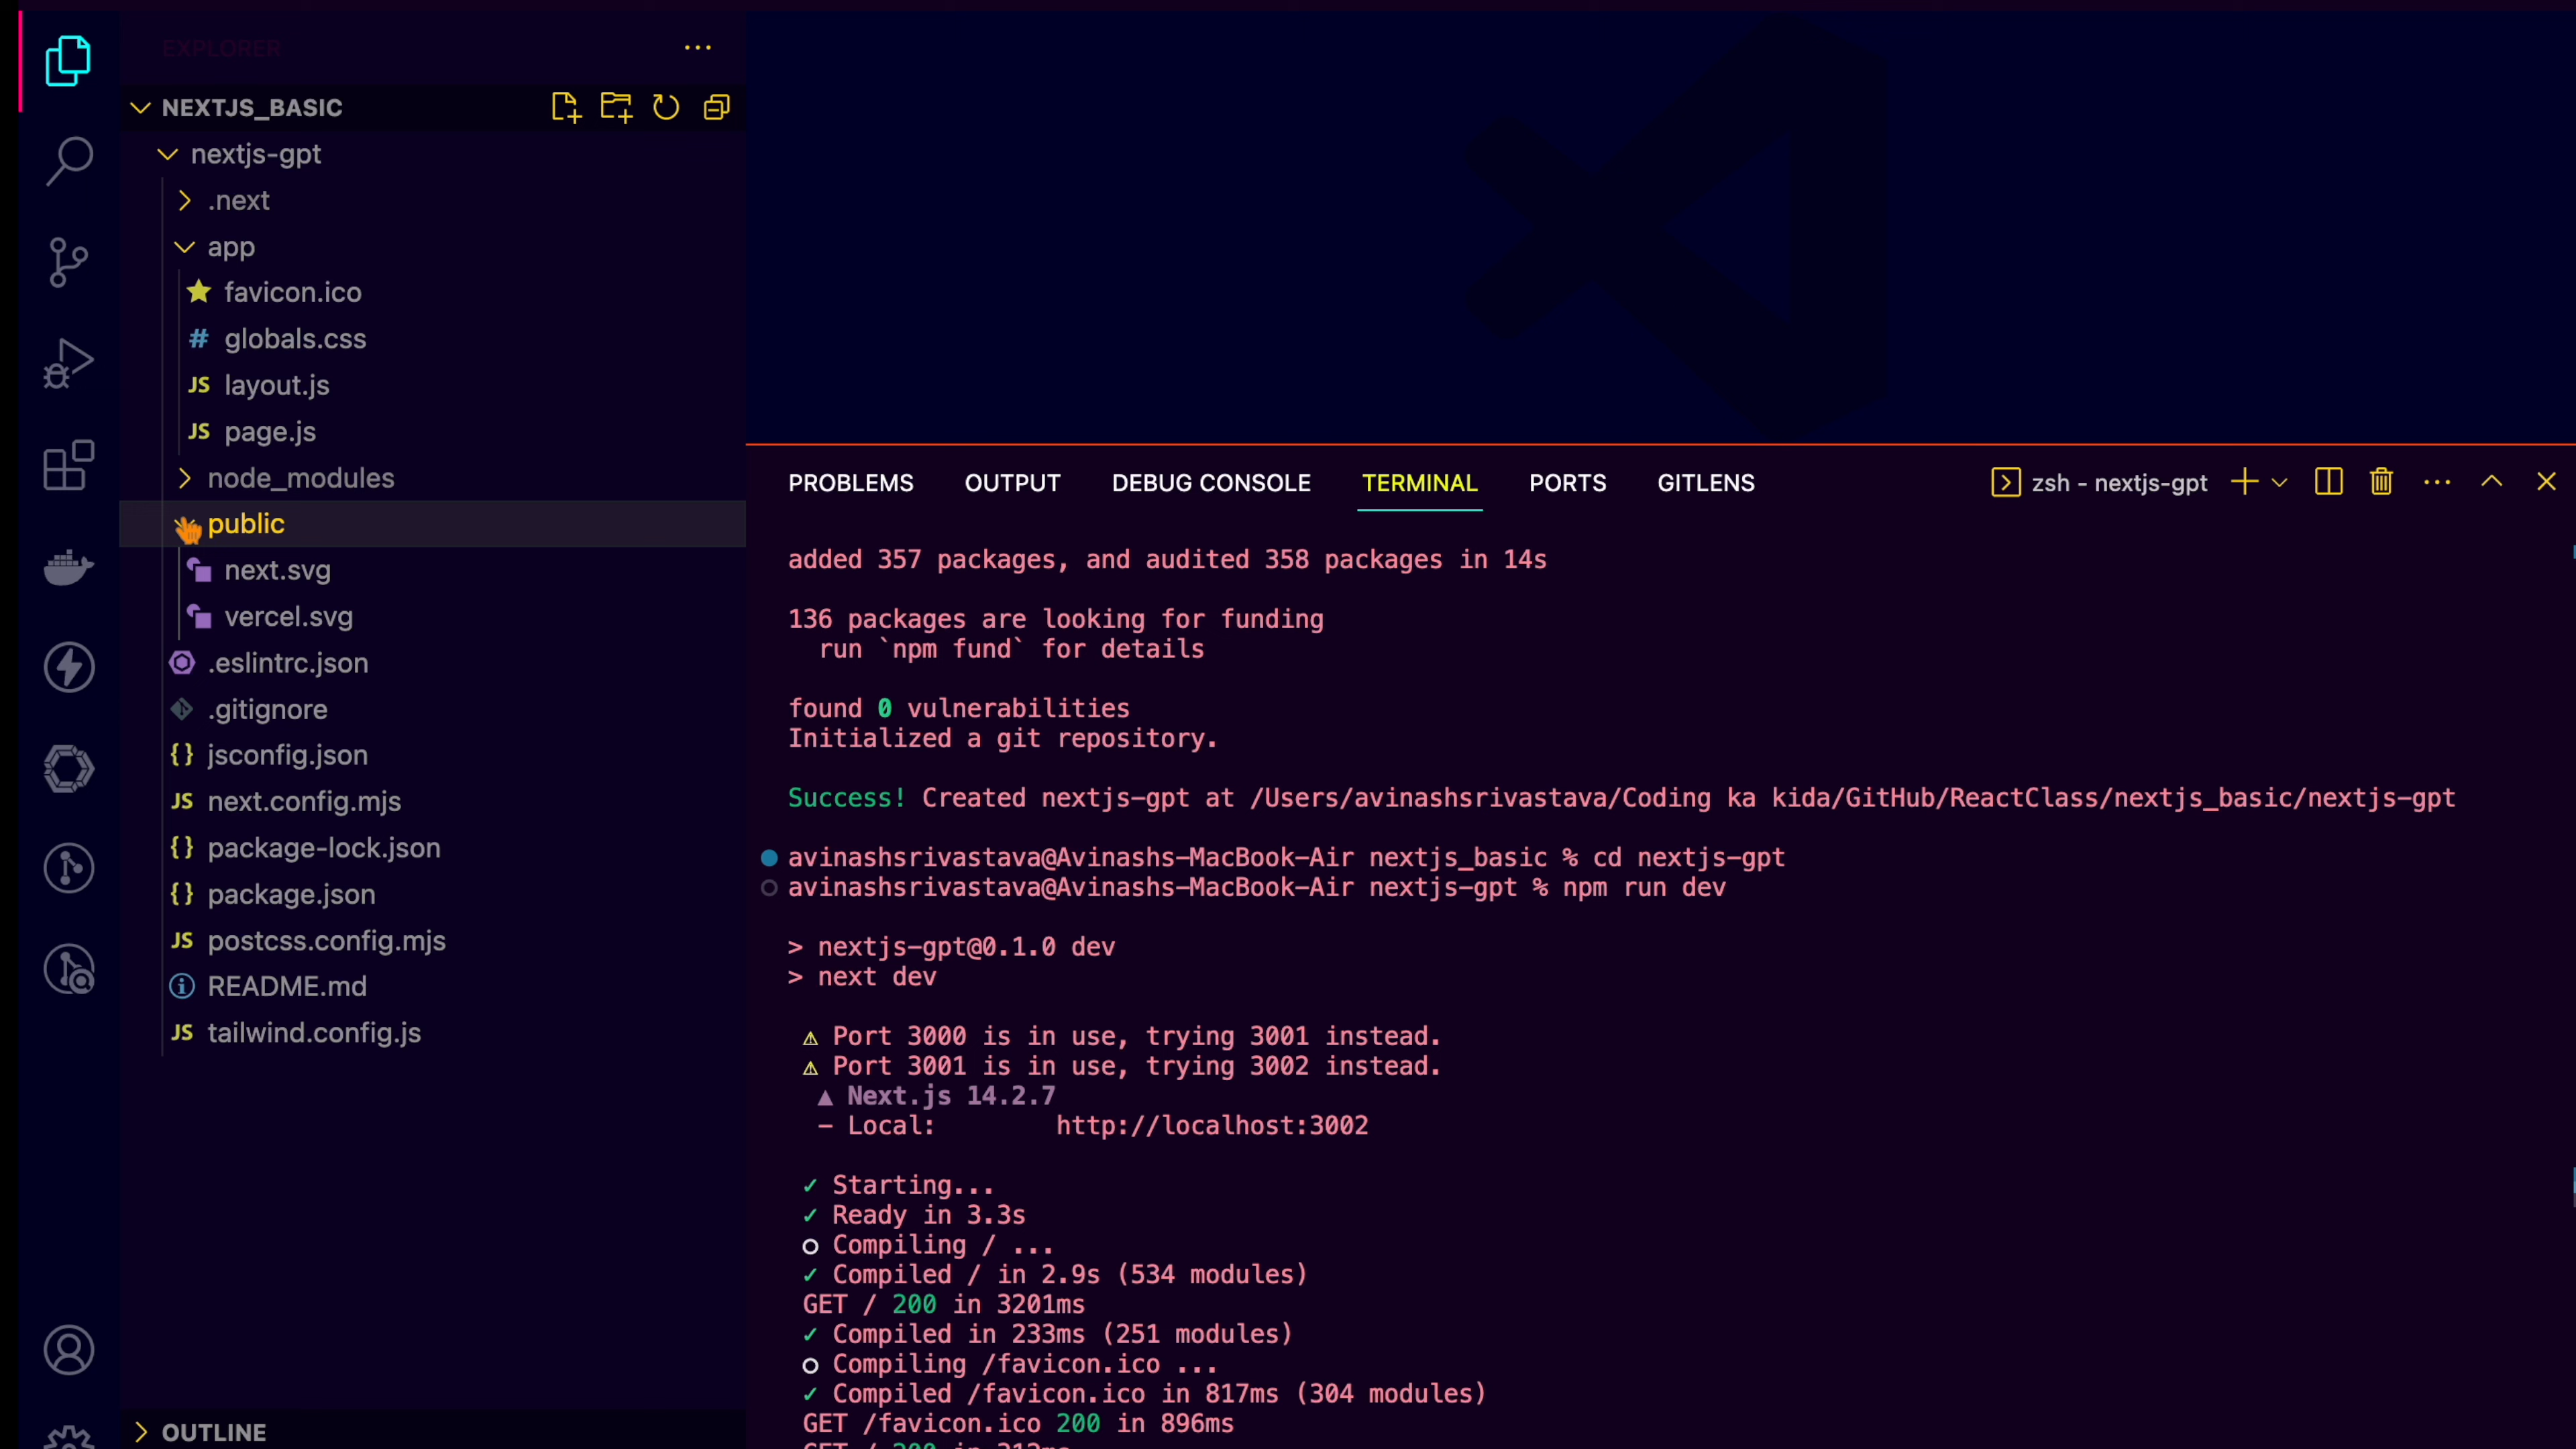 EXPLORER
NEXTJS_BASIC
nextjs-gpt
.next
app
favicon.ico
# globals.css
JS layout.js
JS page.js
node_modules
public
next.svg
vercel.svg
.eslintrc.json
.gitignore
{} jsconfig.json
JS next.config.mjs
{} package-lock.json
{} package.json
JS postcss.config.mjs
README.md
JS tailwind.config.js
OUTLINE
PROBLEMS OUTPUT DEBUG CONSOLE TERMINAL PORTS GITLENS
zsh - nextjs-gpt
added 357 packages, and audited 358 packages in 14s
136 packages are looking for funding
run `npm fund` for details
found 0 vulnerabilities
Initialized a git repository.
Success! Created nextjs-gpt at /Users/avinashsrivastava/Coding ka kida/GitHub/ReactClass/nextjs_basic/nextjs-gpt
avinashsrivastava@Avinashs-MacBook-Air nextjs_basic % cd nextjs-gpt
avinashsrivastava@Avinashs-MacBook-Air nextjs-gpt % npm run dev
> nextjs-gpt@0.1.0 dev
> next dev
⚠ Port 3000 is in use, trying 3001 instead.
⚠ Port 3001 is in use, trying 3002 instead.
▲ Next.js 14.2.7
- Local: http://localhost:3002
✓ Starting...
✓ Ready in 3.3s
○ Compiling / ...
✓ Compiled / in 2.9s (534 modules)
GET / 200 in 3201ms
✓ Compiled in 233ms (251 modules)
○ Compiling /favicon.ico ...
✓ Compiled /favicon.ico in 817ms (304 modules)
GET /favicon.ico 200 in 896ms